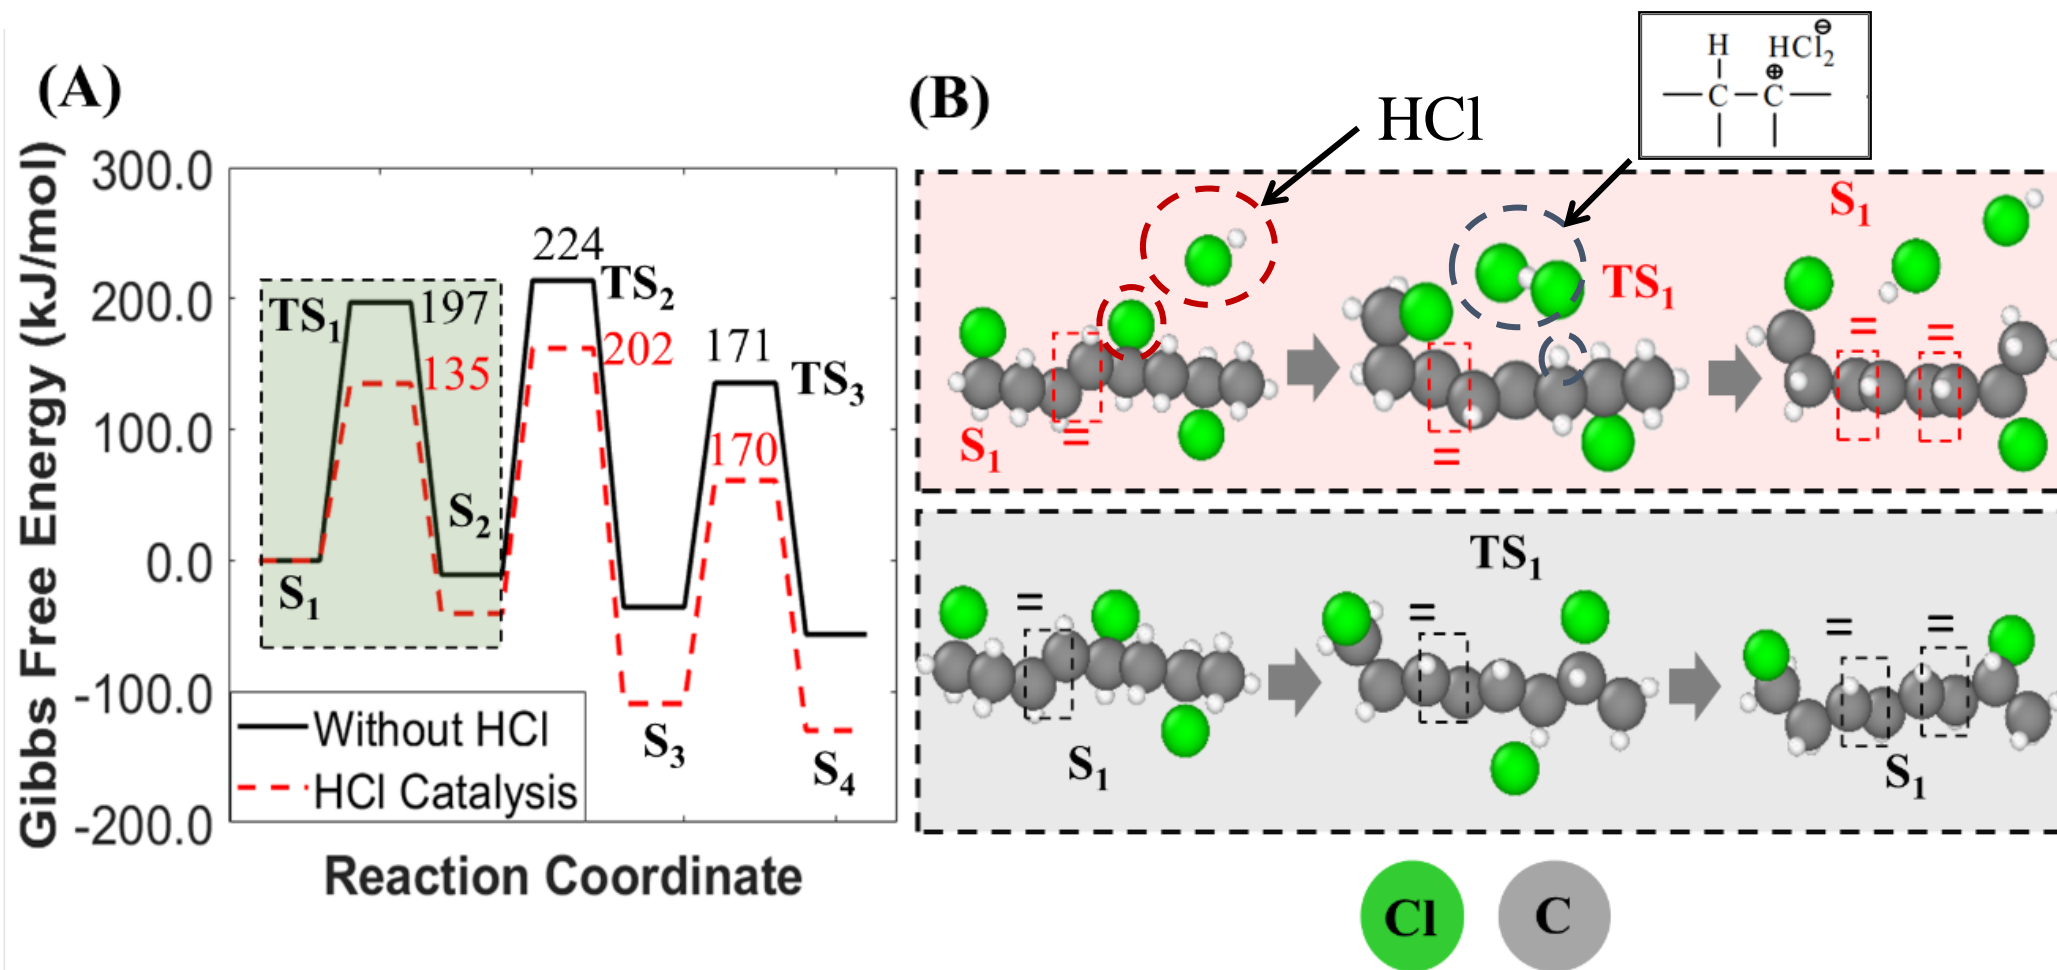 (A)
Gibbs Free Energy (kJ/mol)
300.0
200.0
100.0
0.0
-100.0
-200.0
TS1
197
135
S1
S2
224
TS2
202
171
TS3
170
S3
S4
Without HCl
HCl Catalysis
Reaction Coordinate
(B)
HCl
H HCl2⊖
⊕
C C
S1
=
TS1
=
S1
=
=
=
S1
TS1
=
=
=
S1
Cl
C